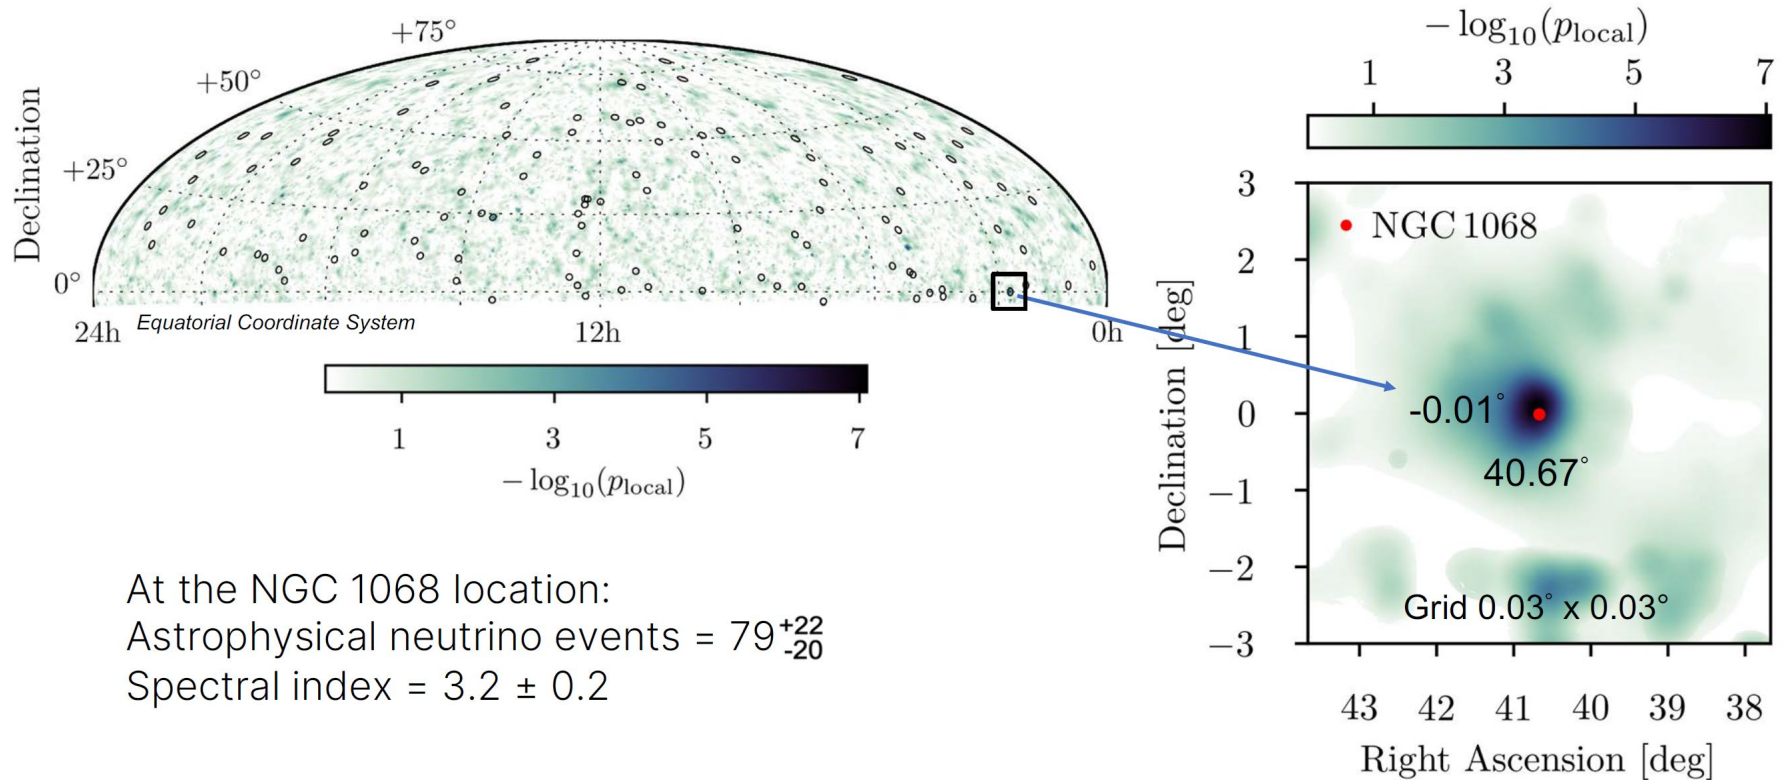 +75°
+50°
+25°
0°
Declination
24h
Equatorial Coordinate System
12h
0h
1 3 5 7
− log₁₀(p_local)
At the NGC 1068 location:
Astrophysical neutrino events = 79 +22 -20
Spectral index = 3.2 ± 0.2
− log₁₀(p_local)
1 3 5 7
NGC 1068
3
2
1
0
−1
−2
−3
Declination [deg]
-0.01°
40.67°
Grid 0.03° x 0.03°
43 42 41 40 39 38
Right Ascension [deg]